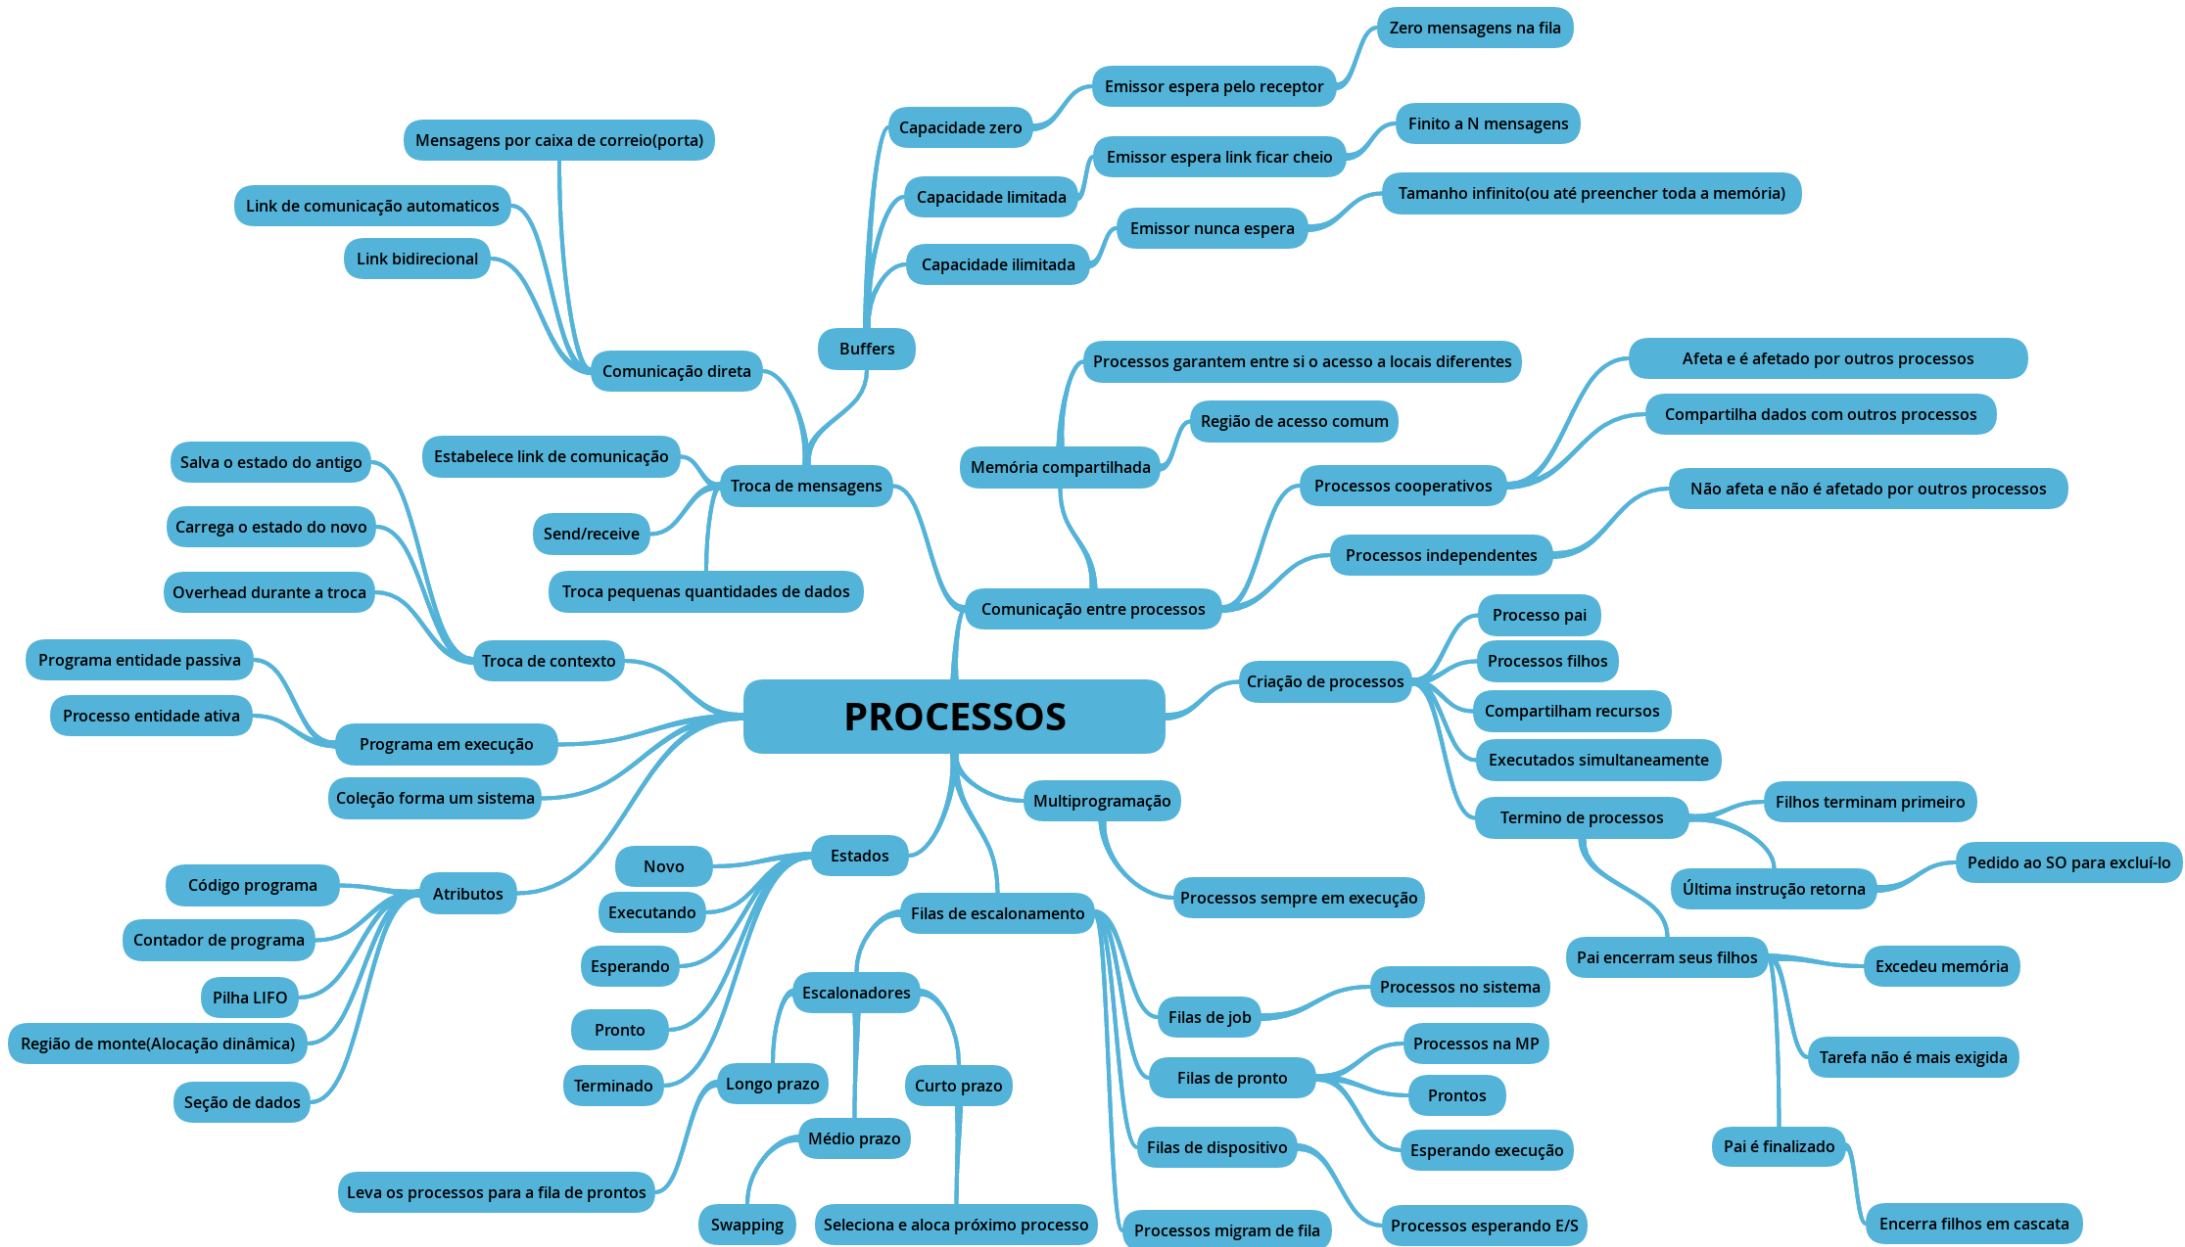 Zero mensagens na fila
Emissor espera pelo receptor
Capacidade zero
Finito a N mensagens
Emissor espera link ficar cheio
Capacidade limitada
Tamanho infinito(ou até preencher toda a memória)
Emissor nunca espera
Capacidade ilimitada
Buffers
Mensagens por caixa de correio(porta)
Link de comunicação automaticos
Link bidirecional
Comunicação direta
Estabelece link de comunicação
Troca de mensagens
Send/receive
Troca pequenas quantidades de dados
Processos garantem entre si o acesso a locais diferentes
Região de acesso comum
Memória compartilhada
Afeta e é afetado por outros processos
Compartilha dados com outros processos
Processos cooperativos
Não afeta e não é afetado por outros processos
Processos independentes
Comunicação entre processos
Salva o estado do antigo
Carrega o estado do novo
Overhead durante a troca
Troca de contexto
Programa entidade passiva
Processo entidade ativa
Programa em execução
Coleção forma um sistema
PROCESSOS
Criação de processos
Processo pai
Processos filhos
Compartilham recursos
Executados simultaneamente
Termino de processos
Filhos terminam primeiro
Última instrução retorna
Pedido ao SO para excluí-lo
Pai encerram seus filhos
Excedeu memória
Tarefa não é mais exigida
Pai é finalizado
Encerra filhos em cascata
Multiprogramação
Processos sempre em execução
Estados
Novo
Executando
Esperando
Pronto
Terminado
Atributos
Código programa
Contador de programa
Pilha LIFO
Região de monte(Alocação dinâmica)
Seção de dados
Filas de escalonamento
Escalonadores
Longo prazo
Leva os processos para a fila de prontos
Médio prazo
Swapping
Curto prazo
Seleciona e aloca próximo processo
Filas de job
Processos no sistema
Filas de pronto
Processos na MP
Prontos
Esperando execução
Filas de dispositivo
Processos esperando E/S
Processos migram de fila